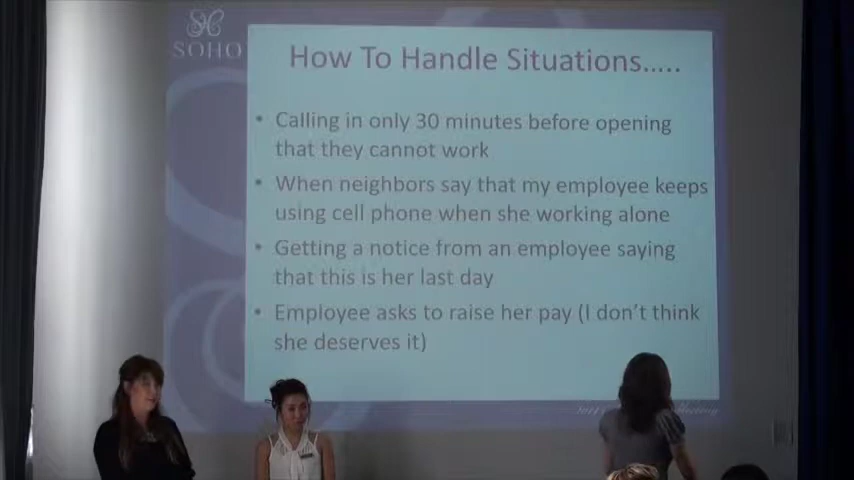 SOHO
How To Handle Situations.....
• Calling in only 30 minutes before opening
that they cannot work
• When neighbors say that my employee keeps
using cell phone when she working alone
• Getting a notice from an employee saying
that this is her last day
• Employee asks to raise her pay (I don't think
she deserves it)